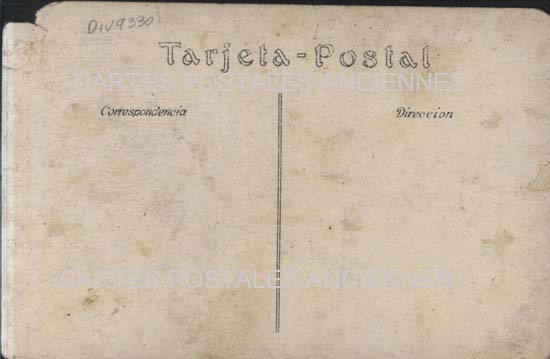 Div9330
Tarjeta-Postal
CARTES POSTALES ANCIENNES
Correspondencia
Direccion
CARTES POSTALES ANCIENNES